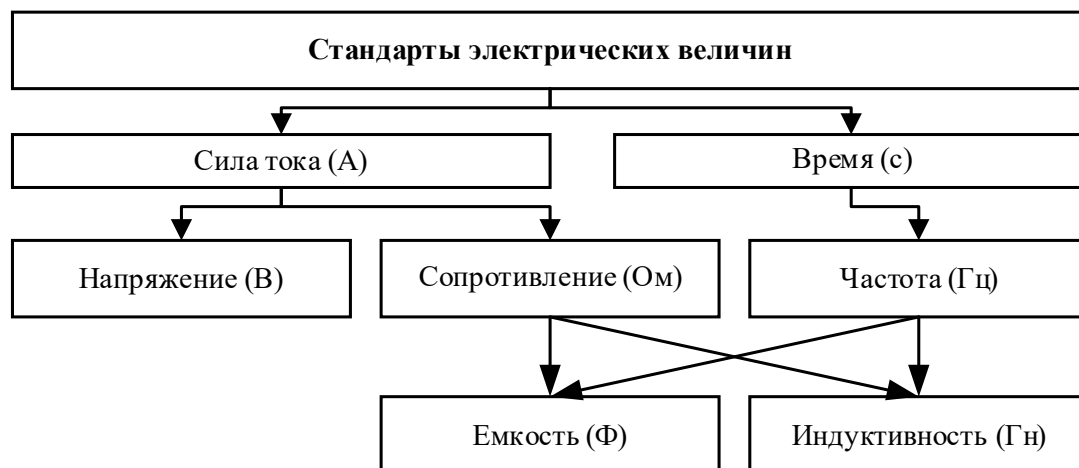 Стандарты электрических величин
Сила тока (А)
Время (с)
Напряжение (В)
Сопротивление (Ом)
Частота (Гц)
Емкость (Ф)
Индуктивность (Гн)